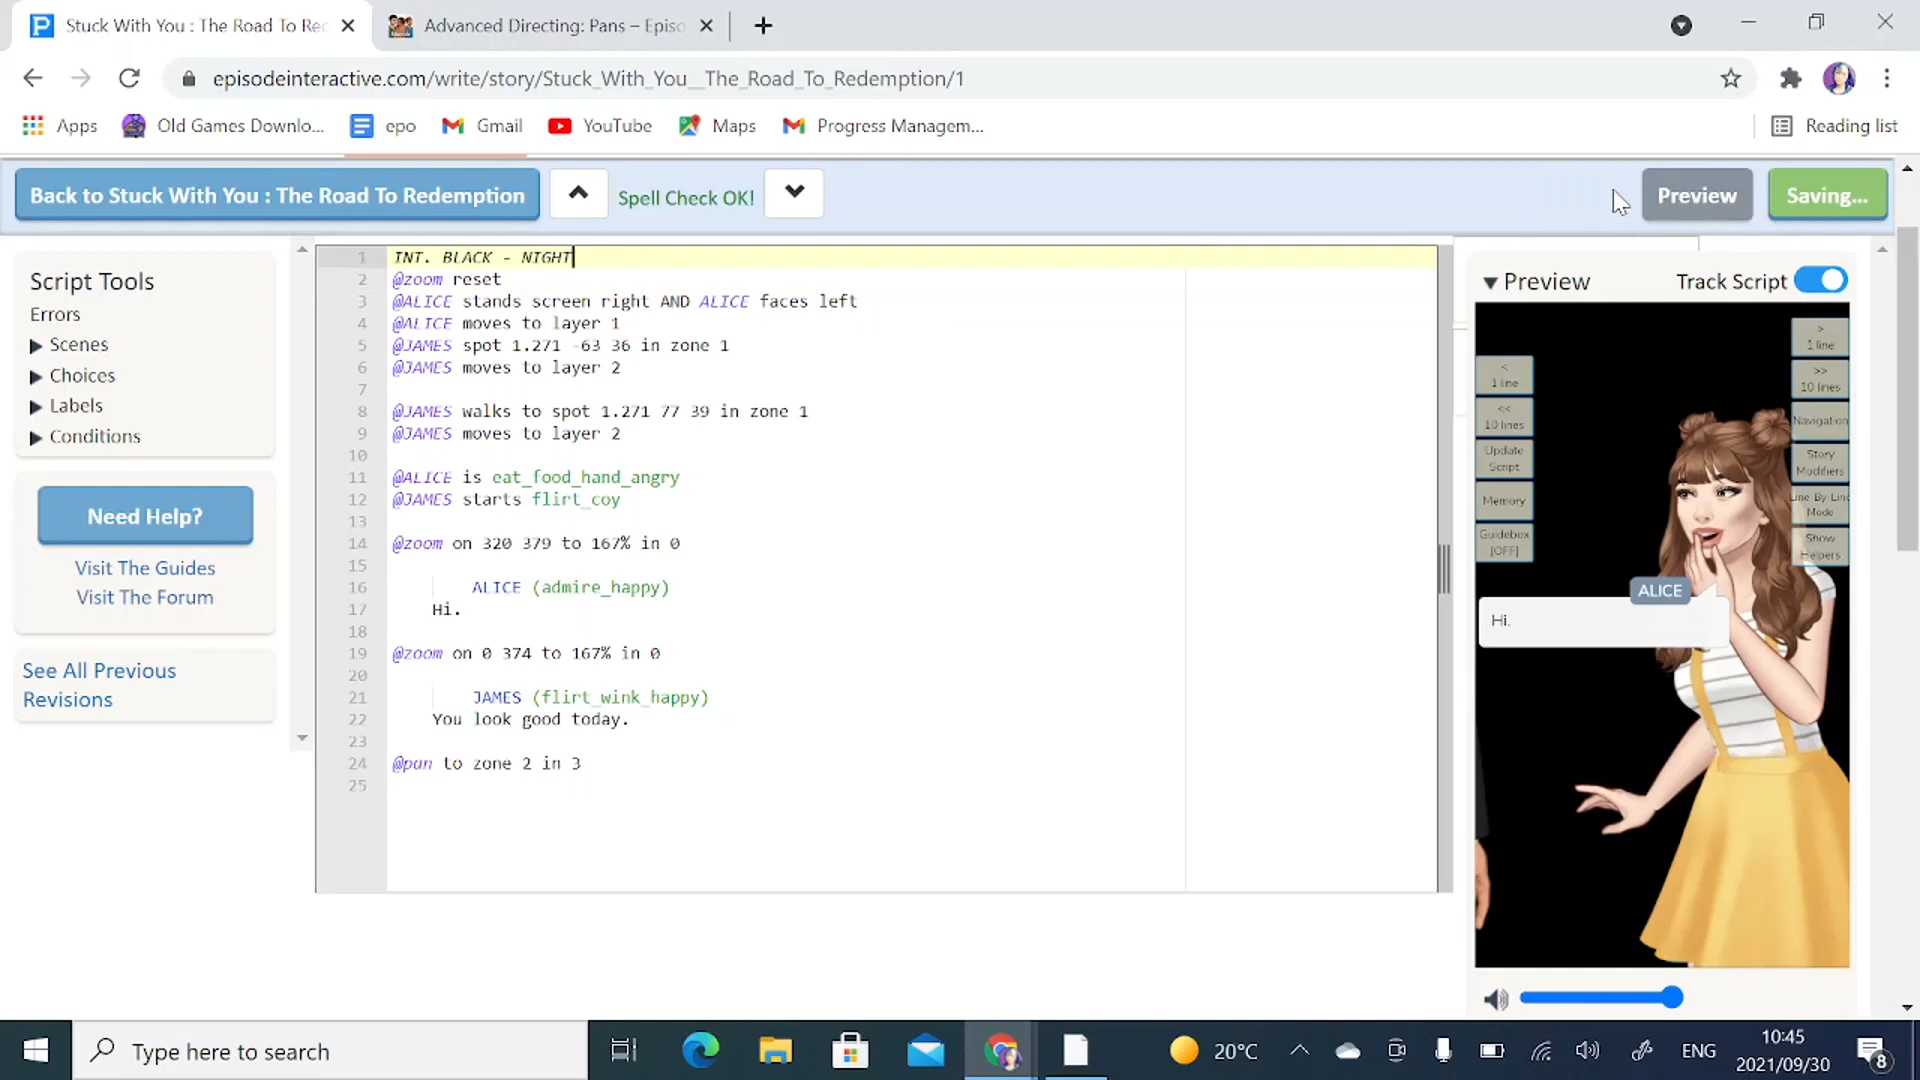 Stuck With You : The Road To Rec
Advanced Directing: Pans – Episo
episodeinteractive.com/write/story/Stuck_With_You__The_Road_To_Redemption/1
Apps
Old Games Downlo...
epo
Gmail
YouTube
Maps
Progress Managem...
Reading list
Back to Stuck With You : The Road To Redemption
Spell Check OK!
Preview
Saving...
Script Tools
Errors
Scenes
Choices
Labels
Conditions
Need Help?
Visit The Guides
Visit The Forum
See All Previous
Revisions
1 INT. BLACK - NIGHT
2 @zoom reset
3 @ALICE stands screen right AND ALICE faces left
4 @ALICE moves to layer 1
5 @JAMES spot 1.271 -63 36 in zone 1
6 @JAMES moves to layer 2
7
8 @JAMES walks to spot 1.271 77 39 in zone 1
9 @JAMES moves to layer 2
10
11 @ALICE is eat_food_hand_angry
12 @JAMES starts flirt_coy
13
14 @zoom on 320 379 to 167% in 0
15
16 ALICE (admire_happy)
17 Hi.
18
19 @zoom on 0 374 to 167% in 0
20
21 JAMES (flirt_wink_happy)
22 You look good today.
23
24 @pan to zone 2 in 3
25
Preview
Track Script
<
1 line
<<
10 lines
Update
Script
Memory
Guidebox
[OFF]
>
1 line
>>
10 lines
Navigation
Story
Modifiers
Line By Line
Mode
Show
Helpers
ALICE
Hi.
Type here to search
20°C
ENG
10:45
2021/09/30
8